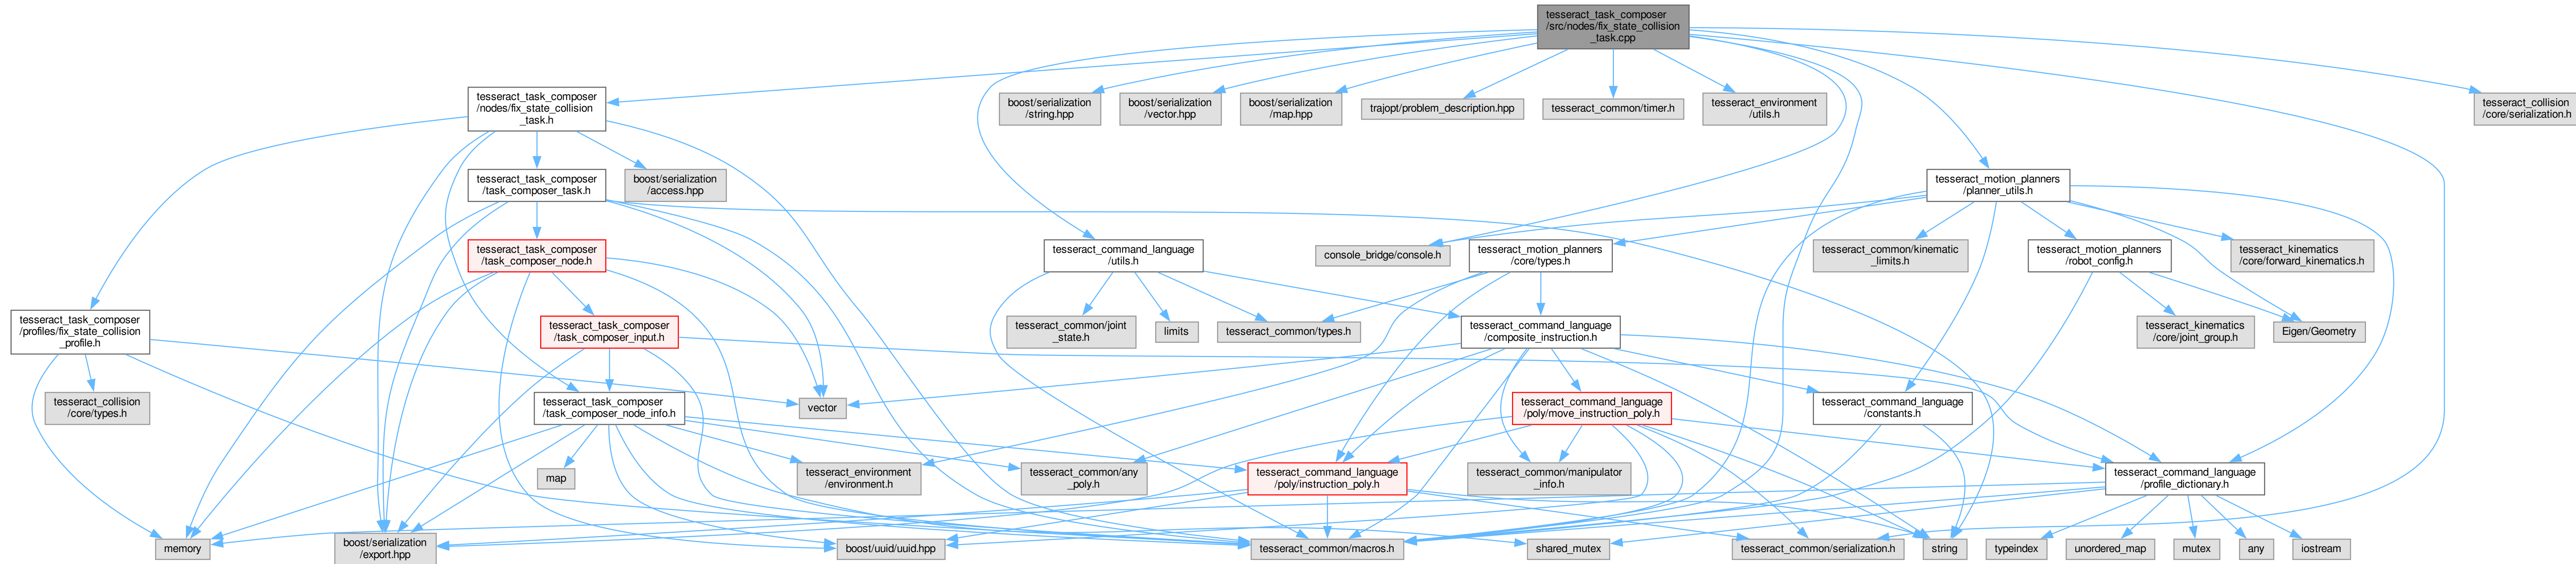 tesseract_task_composer
/src/nodes/fix_state_collision
_task.cpp
tesseract_task_composer
/nodes/fix_state_collision
_task.h
boost/serialization
/string.hpp
boost/serialization
/vector.hpp
boost/serialization
/map.hpp
trajopt/problem_description.hpp
tesseract_common/timer.h
tesseract_environment
/utils.h
tesseract_collision
/core/serialization.h
tesseract_task_composer
/task_composer_task.h
boost/serialization
/access.hpp
tesseract_motion_planners
/planner_utils.h
tesseract_task_composer
/task_composer_node.h
tesseract_command_language
/utils.h
console_bridge/console.h
tesseract_motion_planners
/core/types.h
tesseract_common/kinematic
_limits.h
tesseract_motion_planners
/robot_config.h
tesseract_kinematics
/core/forward_kinematics.h
tesseract_task_composer
/profiles/fix_state_collision
_profile.h
tesseract_task_composer
/task_composer_input.h
tesseract_common/joint
_state.h
limits
tesseract_common/types.h
tesseract_command_language
/composite_instruction.h
tesseract_kinematics
/core/joint_group.h
Eigen/Geometry
tesseract_collision
/core/types.h
tesseract_task_composer
/task_composer_node_info.h
vector
tesseract_command_language
/poly/move_instruction_poly.h
tesseract_command_language
/constants.h
map
tesseract_environment
/environment.h
tesseract_common/any
_poly.h
tesseract_command_language
/poly/instruction_poly.h
tesseract_common/manipulator
_info.h
tesseract_command_language
/profile_dictionary.h
memory
boost/serialization
/export.hpp
boost/uuid/uuid.hpp
tesseract_common/macros.h
shared_mutex
tesseract_common/serialization.h
string
typeindex
unordered_map
mutex
any
iostream